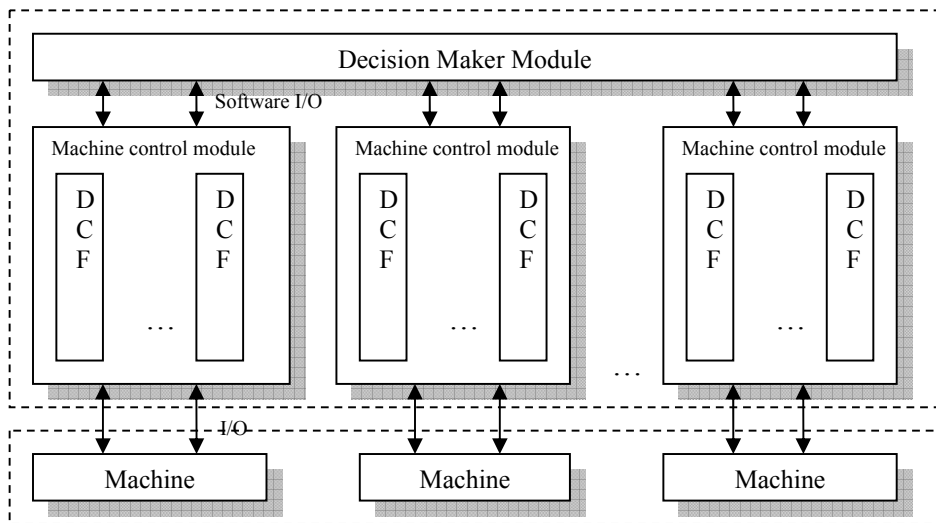 Decision Maker Module
Software I/O
Machine control module
Machine control module
Machine control module
D
C
F
D
C
F
D
C
F
D
C
F
D
C
F
D
C
F
…
…
…
…
I/O
Machine
Machine
Machine